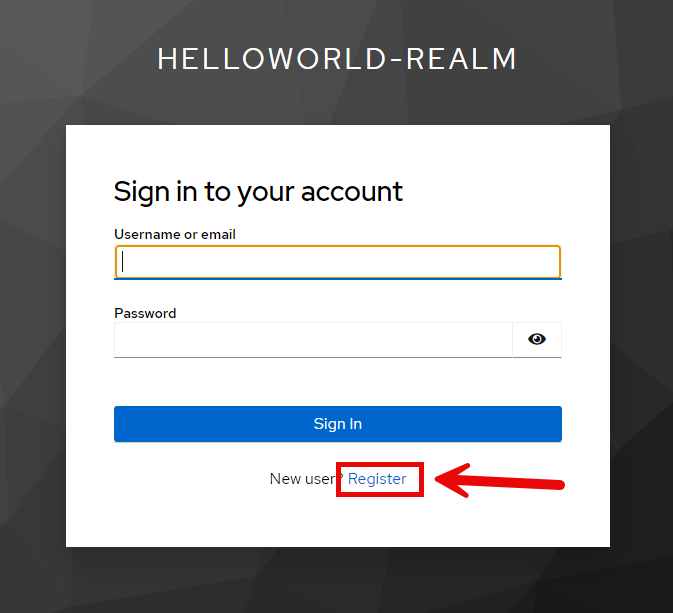 HELLOWORLD-REALM
Sign in to your account
Username or email
Password
Sign In
New user? Register